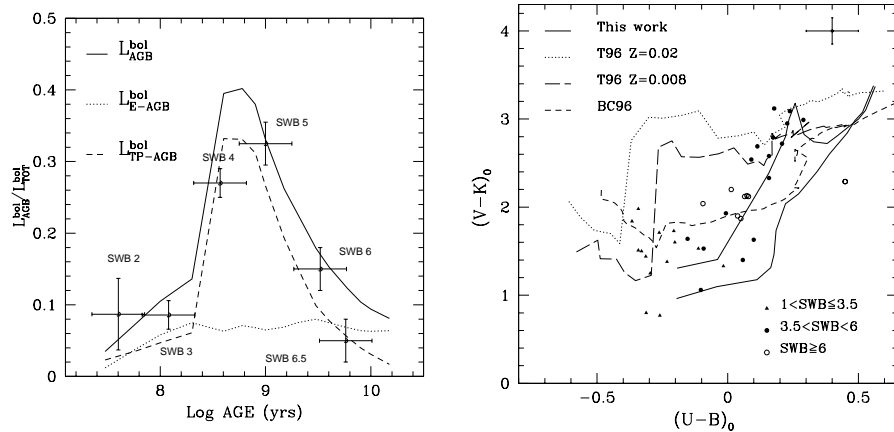 0.5
0.4
0.3
0.2
0.1
0
L^bol_AGB/L^bol_TOT
L^bol_AGB
L^bol_E-AGB
L^bol_TP-AGB
SWB 5
SWB 4
SWB 2
SWB 6
SWB 3
SWB 6.5
8
9
10
Log AGE (yrs)
4
3
2
1
0
(V-K)_0
This work
T96 Z=0.02
T96 Z=0.008
BC96
1<SWB≦3.5
3.5<SWB<6
SWB≧6
-0.5
0
0.5
(U-B)_0